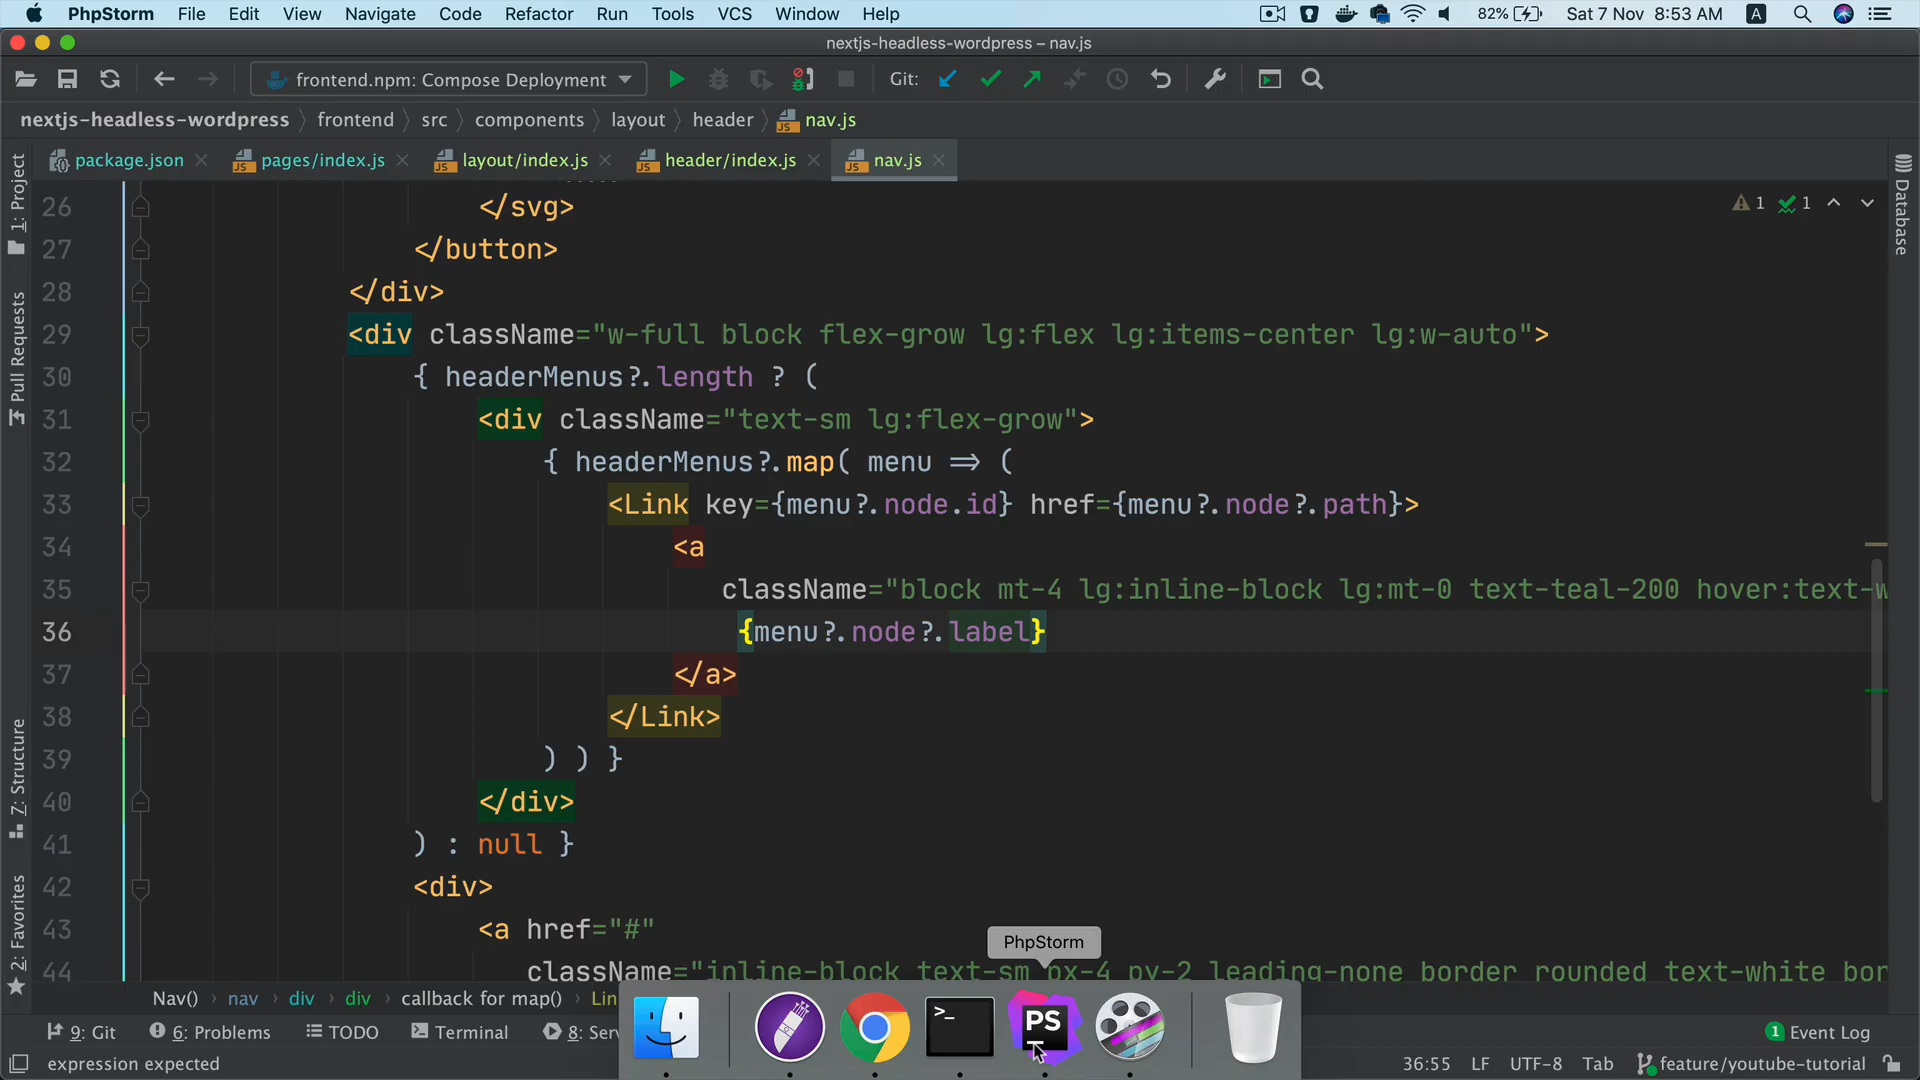 PhpStorm File Edit View Navigate Code Refactor Run Tools VCS Window Help 82% Sat 7 Nov 8:53 AM A
nextjs-headless-wordpress – nav.js
frontend.npm: Compose Deployment Git:
nextjs-headless-wordpress frontend src components layout header nav.js
package.json pages/index.js layout/index.js header/index.js nav.js
1: Project
Pull Requests
Z: Structure
2: Favorites
Database
1 1
26 </svg>
27 </button>
28 </div>
29 <div className="w-full block flex-grow lg:flex lg:items-center lg:w-auto">
30 { headerMenus?.length ? (
31 <div className="text-sm lg:flex-grow">
32 { headerMenus?.map( menu => (
33 <Link key={menu?.node.id} href={menu?.node?.path}>
34 <a
35 className="block mt-4 lg:inline-block lg:mt-0 text-teal-200 hover:text-w
36 {menu?.node?.label}
37 </a>
38 </Link>
39 ) ) }
40 </div>
41 ) : null }
42 <div>
43 <a href="#"
44 className="inline-block text-sm px-4 py-2 leading-none border rounded text-white bor
PhpStorm
Nav() nav div div callback for map() Lin
>_ PS
9: Git 6: Problems TODO Terminal 8: Serv 1 Event Log
expression expected 36:55 LF UTF-8 Tab feature/youtube-tutorial